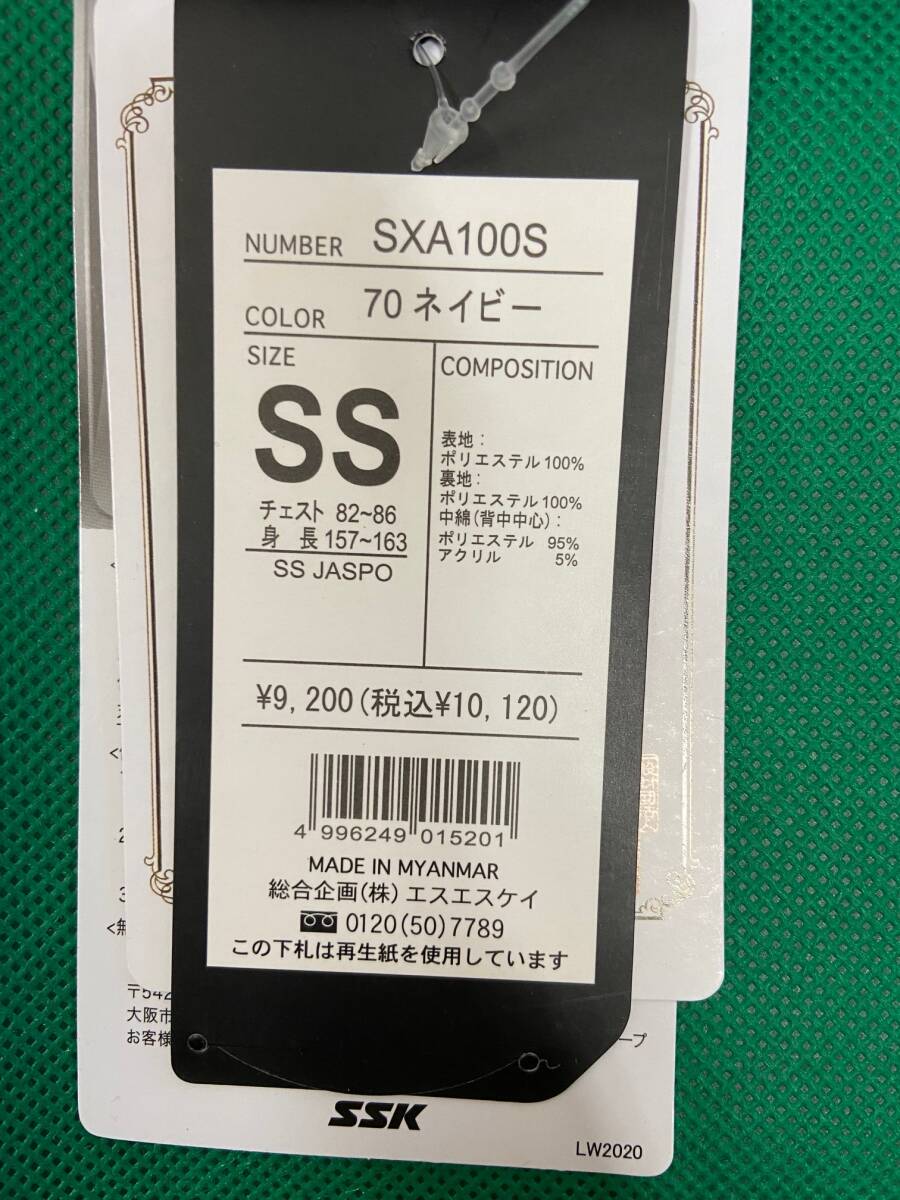 NUMBER SXA100S
COLOR 70 ネイビー
SIZE
SS
チェスト 82~86
身 長 157~163
SS JASPO
COMPOSITION
表地:
ポリエステル 100%
裏地:
ポリエステル 100%
中綿(背中中心):
ポリエステル 95%
アクリル 5%
¥9,200(税込¥10,120)
4 996249 015201
MADE IN MYANMAR
総合企画(株) エスエスケイ
0120(50)7789
この下札は再生紙を使用しています
〒542
大阪市
お客様
ープ
SSK
LW2020